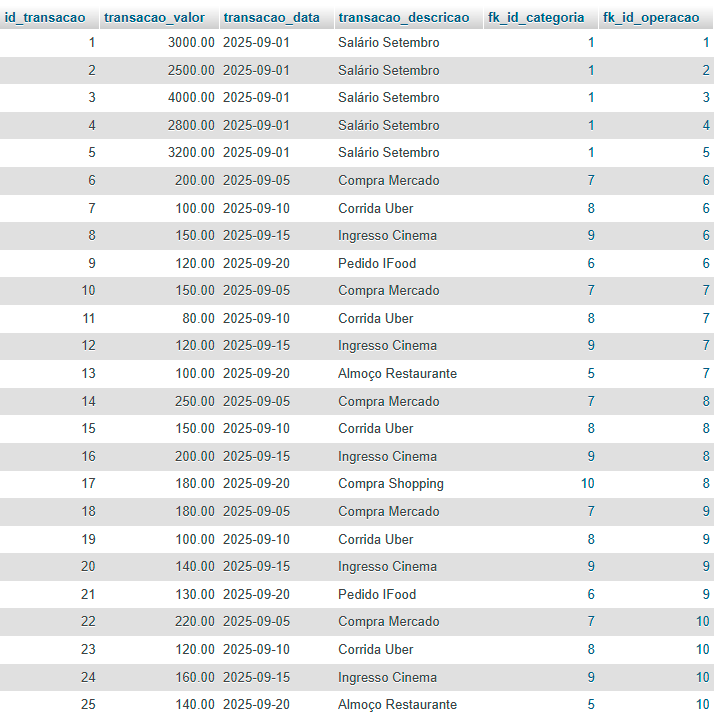 id_transacao transacao_valor transacao_data transacao_descricao fk_id_categoria fk_id_operacao
1 3000.00 2025-09-01 Salário Setembro 1 1
2 2500.00 2025-09-01 Salário Setembro 1 2
3 4000.00 2025-09-01 Salário Setembro 1 3
4 2800.00 2025-09-01 Salário Setembro 1 4
5 3200.00 2025-09-01 Salário Setembro 1 5
6 200.00 2025-09-05 Compra Mercado 7 6
7 100.00 2025-09-10 Corrida Uber 8 6
8 150.00 2025-09-15 Ingresso Cinema 9 6
9 120.00 2025-09-20 Pedido IFood 6 6
10 150.00 2025-09-05 Compra Mercado 7 7
11 80.00 2025-09-10 Corrida Uber 8 7
12 120.00 2025-09-15 Ingresso Cinema 9 7
13 100.00 2025-09-20 Almoço Restaurante 5 7
14 250.00 2025-09-05 Compra Mercado 7 8
15 150.00 2025-09-10 Corrida Uber 8 8
16 200.00 2025-09-15 Ingresso Cinema 9 8
17 180.00 2025-09-20 Compra Shopping 10 8
18 180.00 2025-09-05 Compra Mercado 7 9
19 100.00 2025-09-10 Corrida Uber 8 9
20 140.00 2025-09-15 Ingresso Cinema 9 9
21 130.00 2025-09-20 Pedido IFood 6 9
22 220.00 2025-09-05 Compra Mercado 7 10
23 120.00 2025-09-10 Corrida Uber 8 10
24 160.00 2025-09-15 Ingresso Cinema 9 10
25 140.00 2025-09-20 Almoço Restaurante 5 10